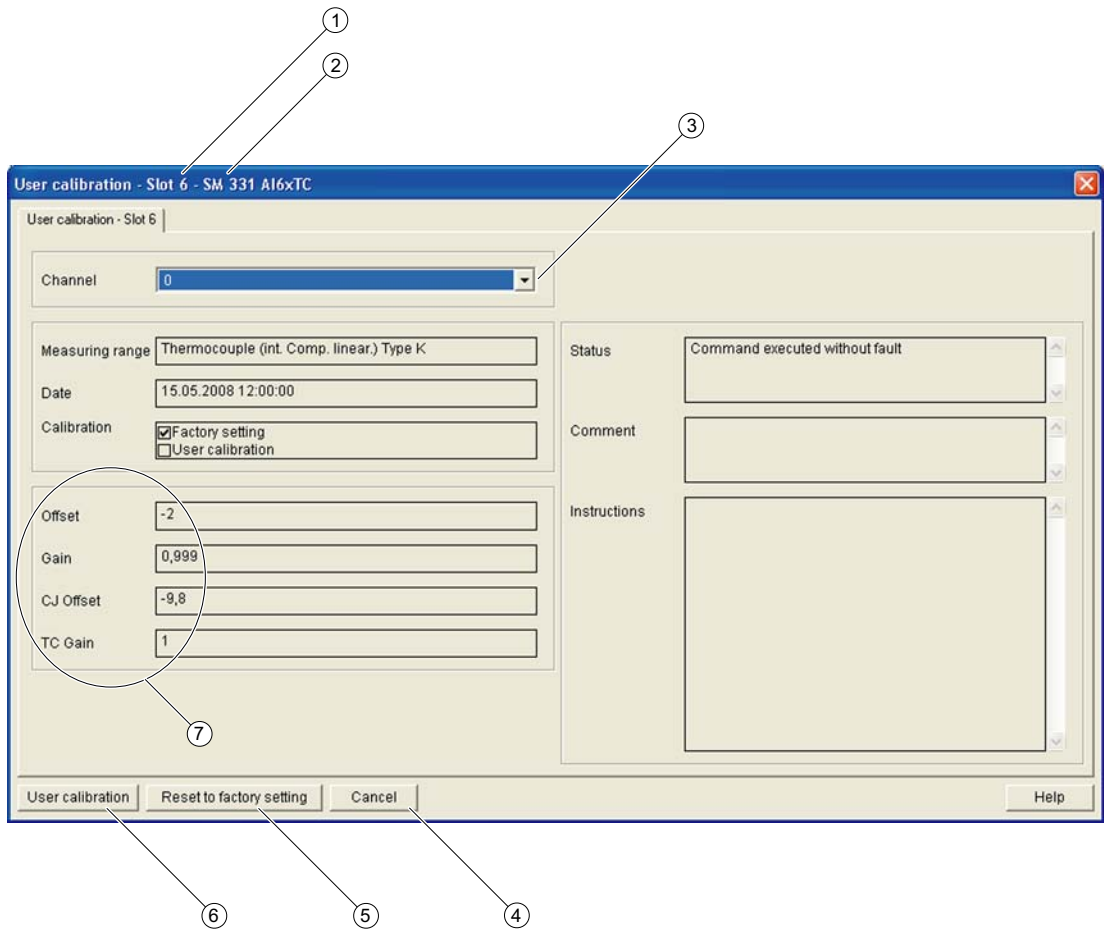 1
2
3
User calibration - Slot 6 - SM 331 AI6xTC
User calibration - Slot 6
Channel
0
Measuring range
Thermocouple (int. Comp. linear.) Type K
Date
15.05.2008 12:00:00
Calibration
Factory setting
User calibration
Offset
-2
Gain
0,999
CJ Offset
-9,8
TC Gain
1
7
Status
Command executed without fault
Comment
Instructions
User calibration
Reset to factory setting
Cancel
Help
6
5
4